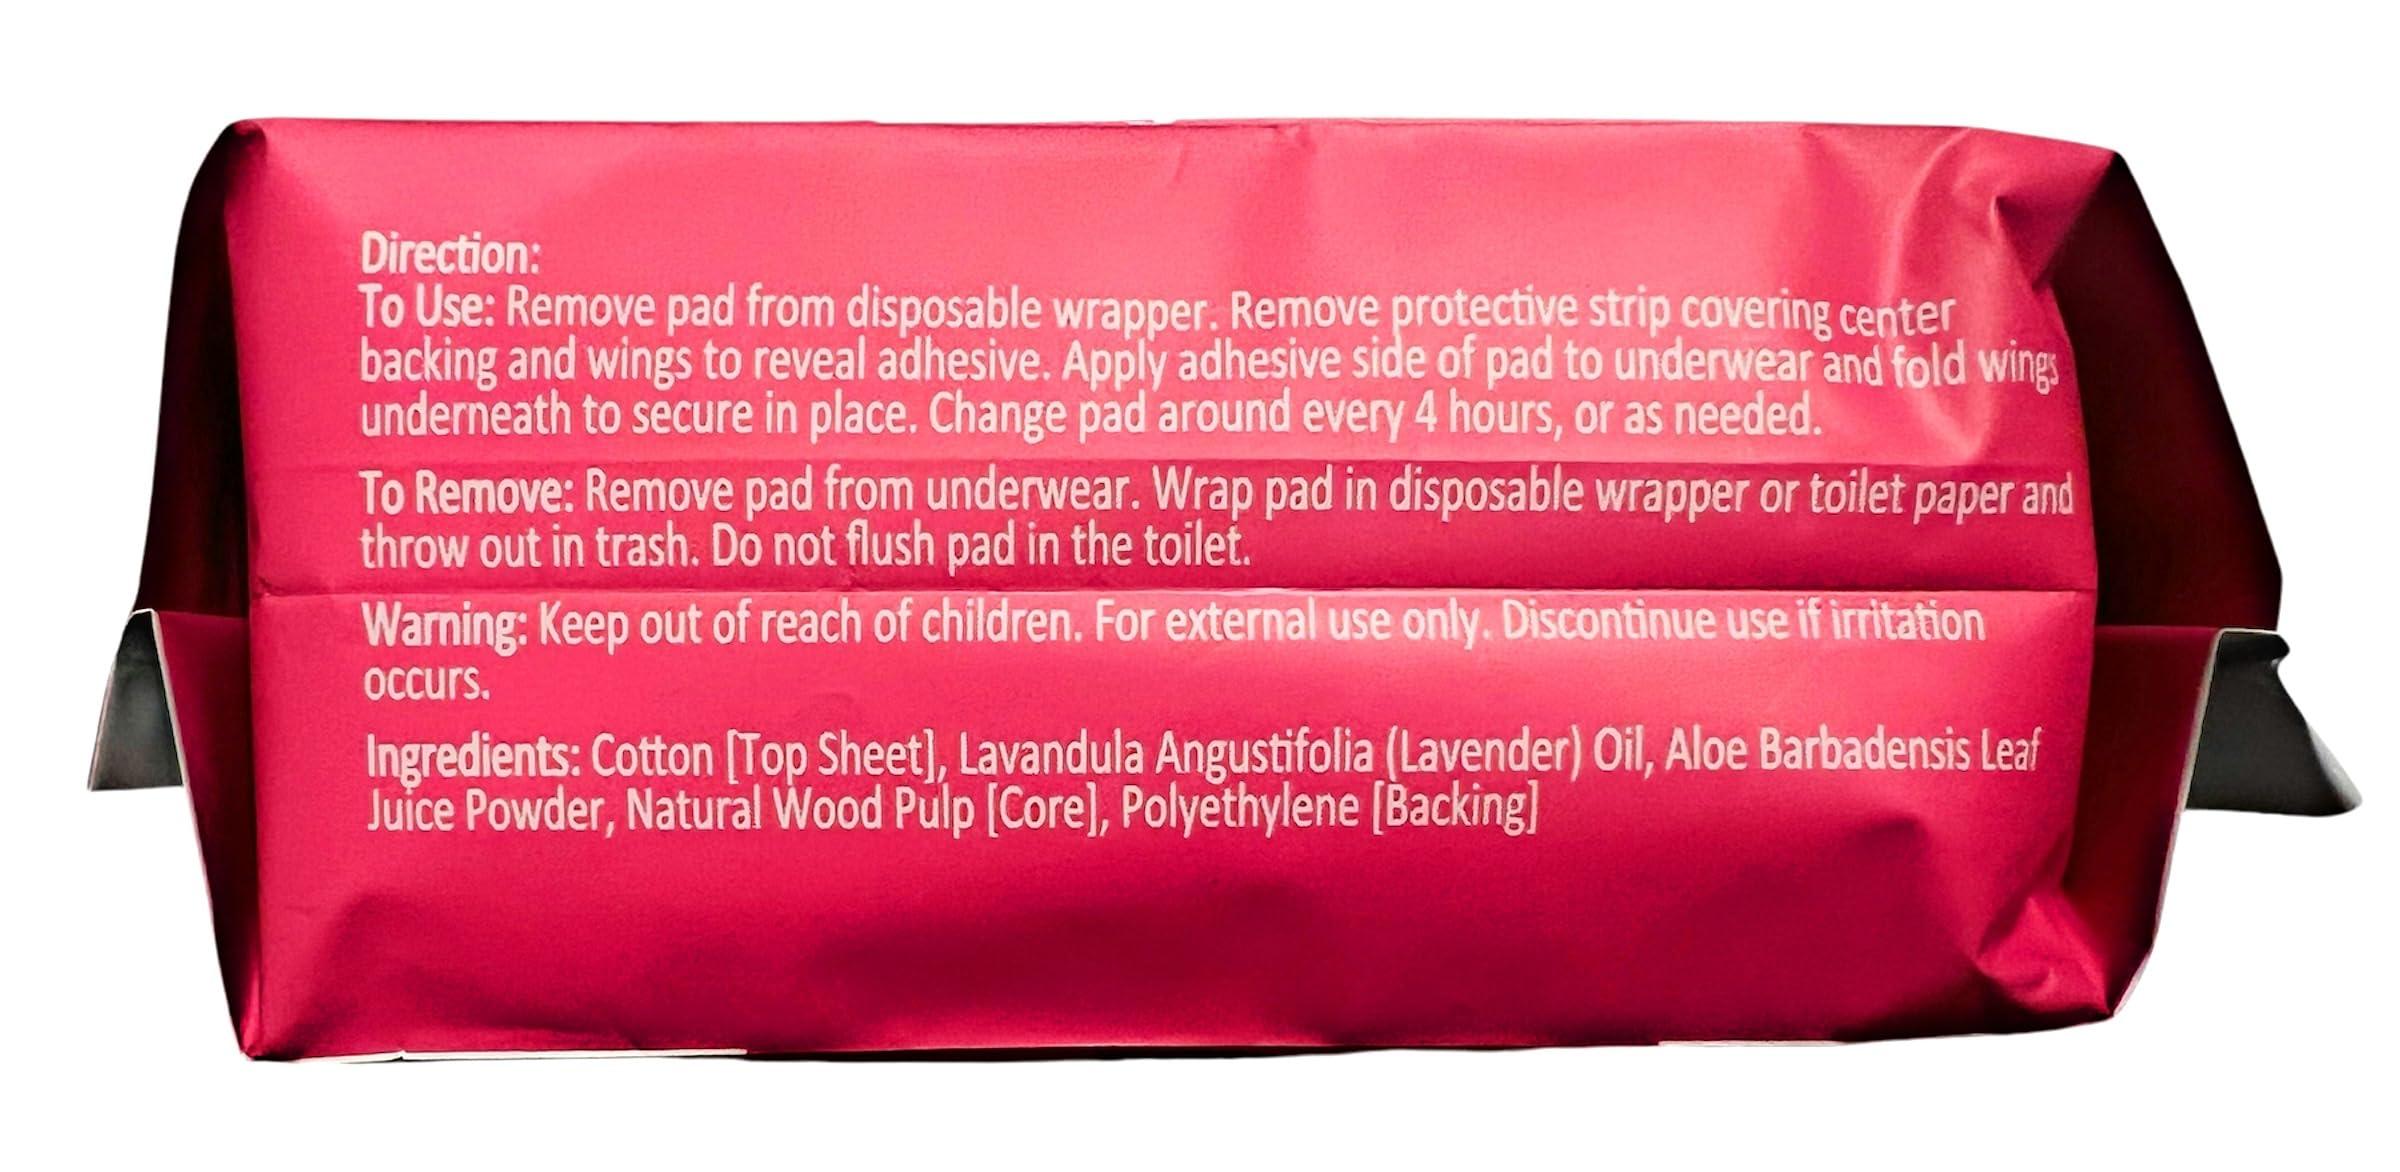 Direction:
To Use: Remove pad from disposable wrapper. Remove protective strip covering center
backing and wings to reveal adhesive. Apply adhesive side of pad to underwear and fold wings
underneath to secure in place. Change pad around every 4 hours, or as needed.
To Remove: Remove pad from underwear. Wrap pad in disposable wrapper or toilet paper and
throw out in trash. Do not flush pad in the toilet.
Warning: Keep out of reach of children. For external use only. Discontinue use if irritation
occurs.
Ingredients: Cotton [Top Sheet], Lavandula Angustifolia (Lavender) Oil, Aloe Barbadensis Leaf
Juice Powder, Natural Wood Pulp [Core], Polyethylene [Backing]